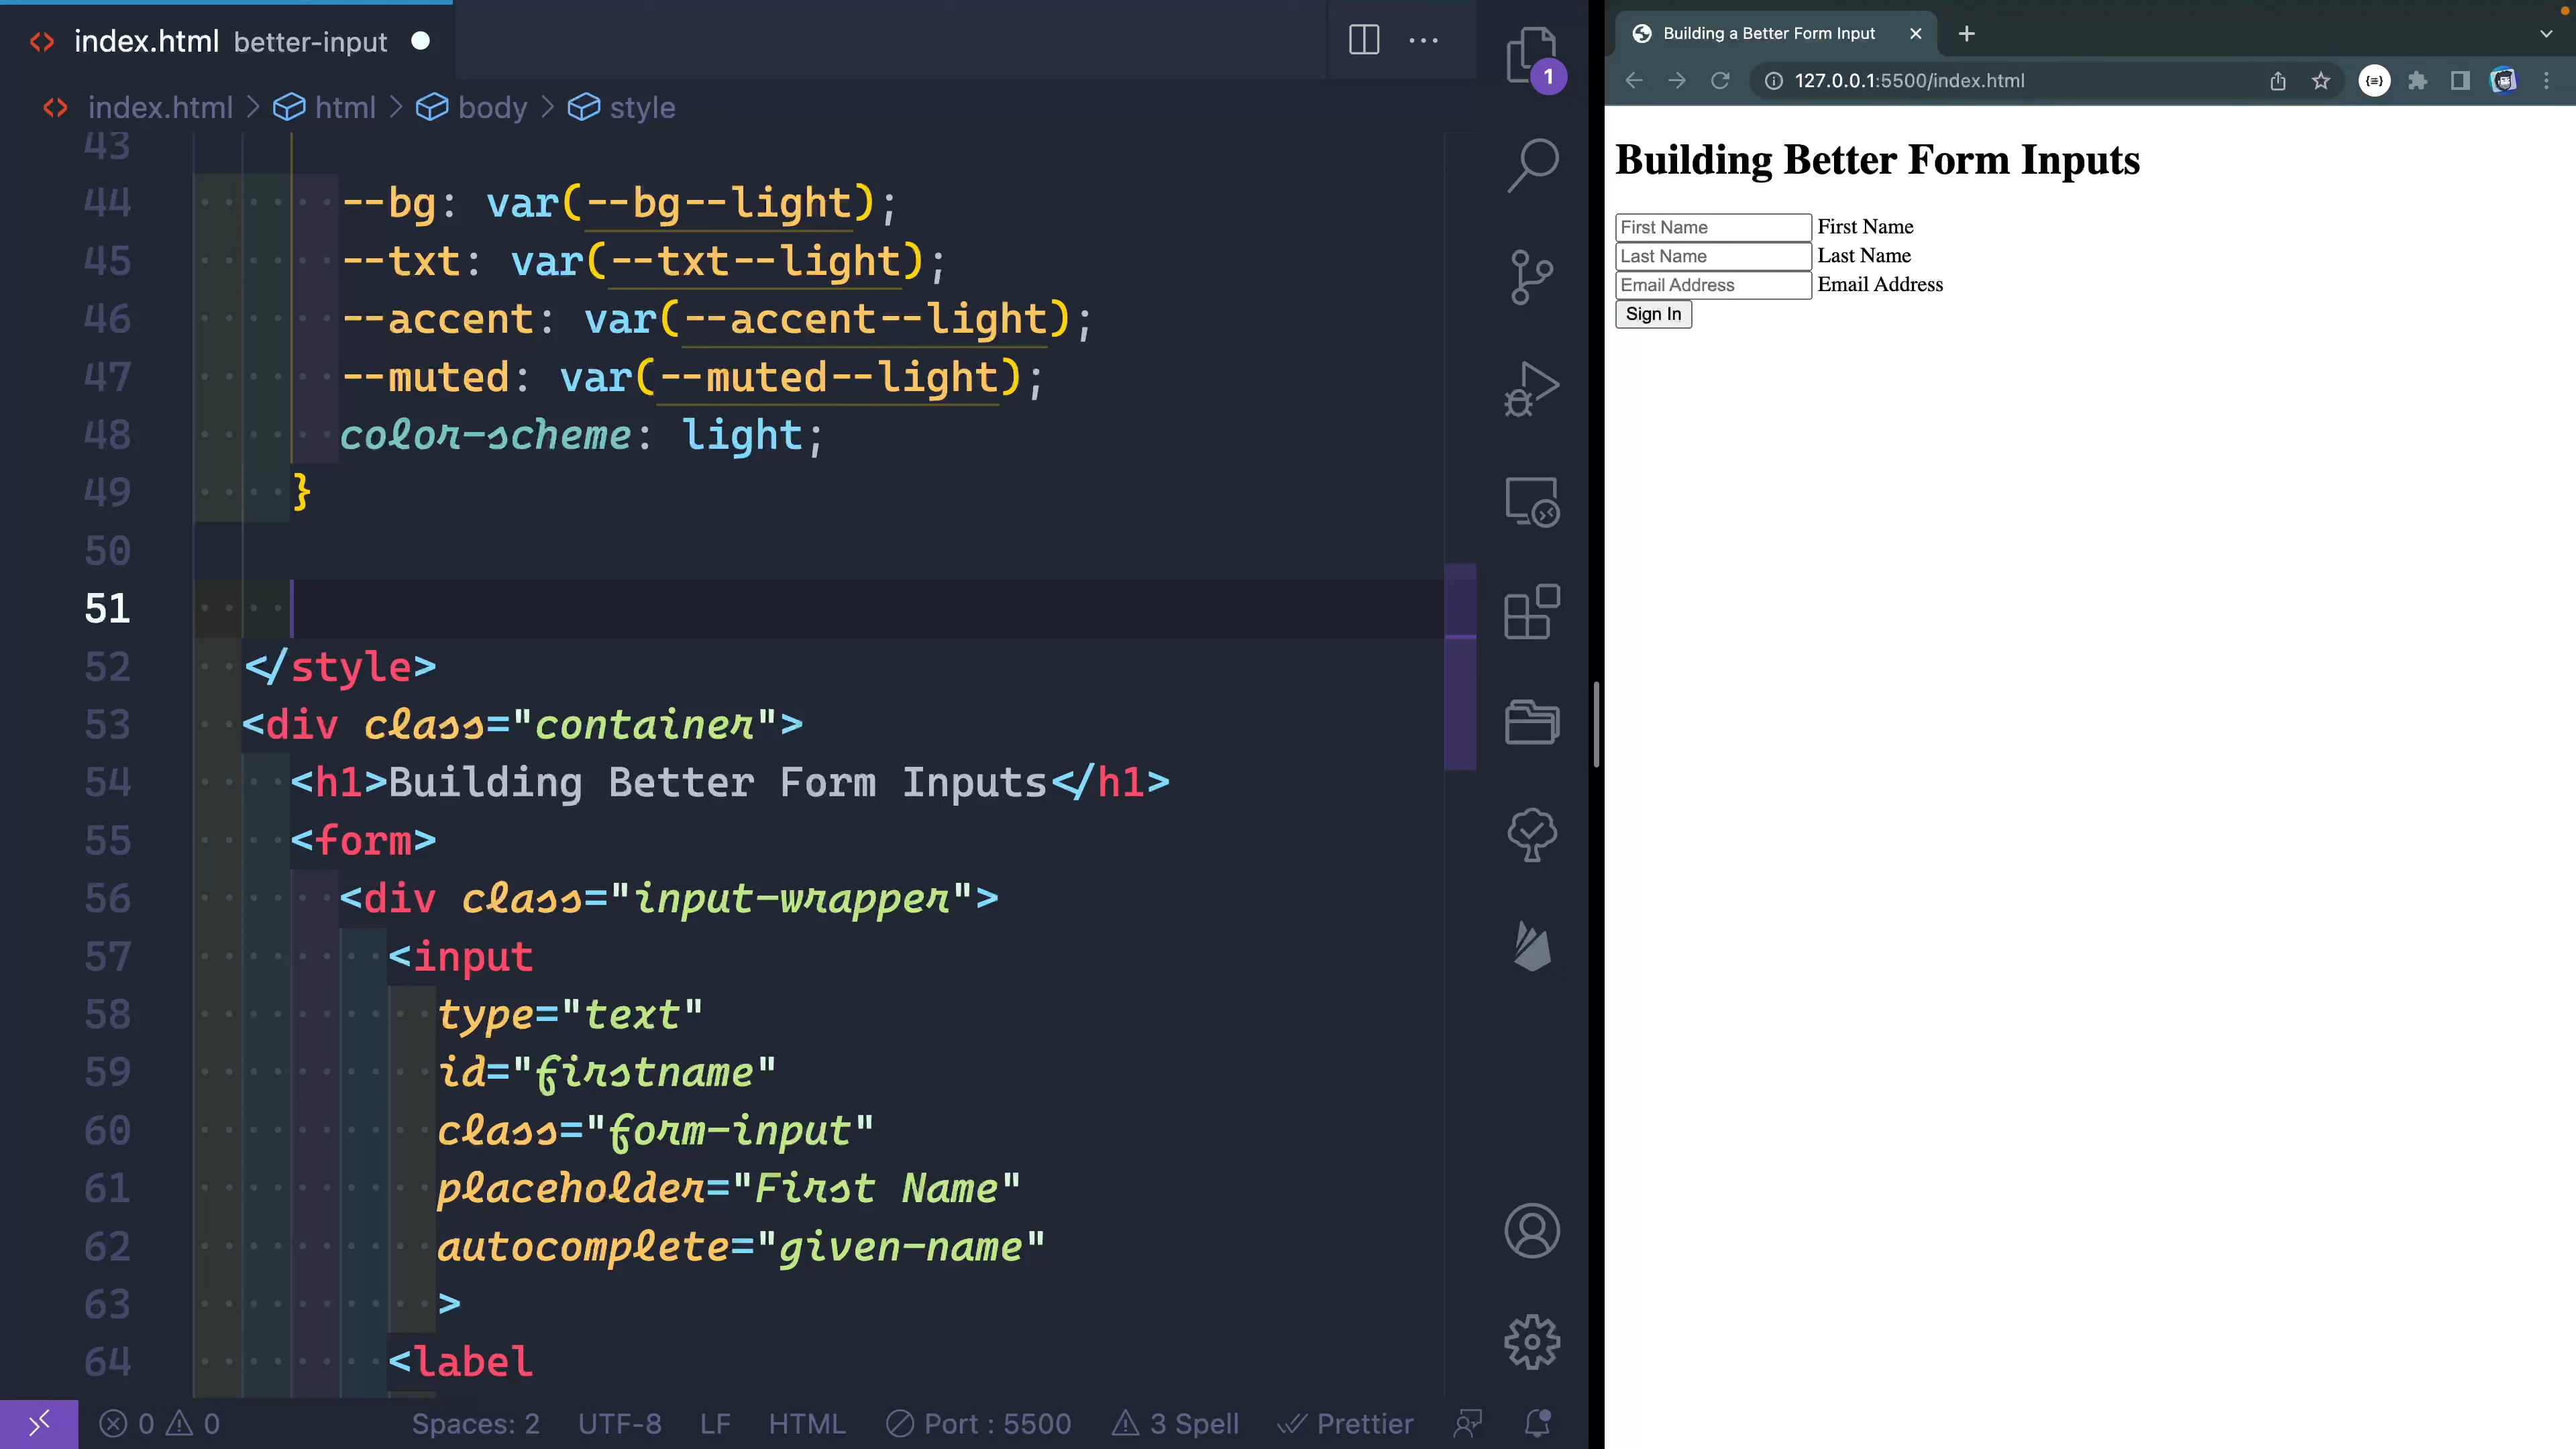 index.html better-input
index.html > html > body > style
43
44 --bg: var(--bg--light);
45 --txt: var(--txt--light);
46 --accent: var(--accent--light);
47 --muted: var(--muted--light);
48 color-scheme: light;
49 }
50
51
52 </style>
53 <div class="container">
54 <h1>Building Better Form Inputs</h1>
55 <form>
56 <div class="input-wrapper">
57 <input
58 type="text"
59 id="firstname"
60 class="form-input"
61 placeholder="First Name"
62 autocomplete="given-name"
63 >
64 <label
0 0 Spaces: 2 UTF-8 LF HTML Port : 5500 3 Spell Prettier
1
Building a Better Form Input
127.0.0.1:5500/index.html
Building Better Form Inputs
First Name First Name
Last Name Last Name
Email Address Email Address
Sign In